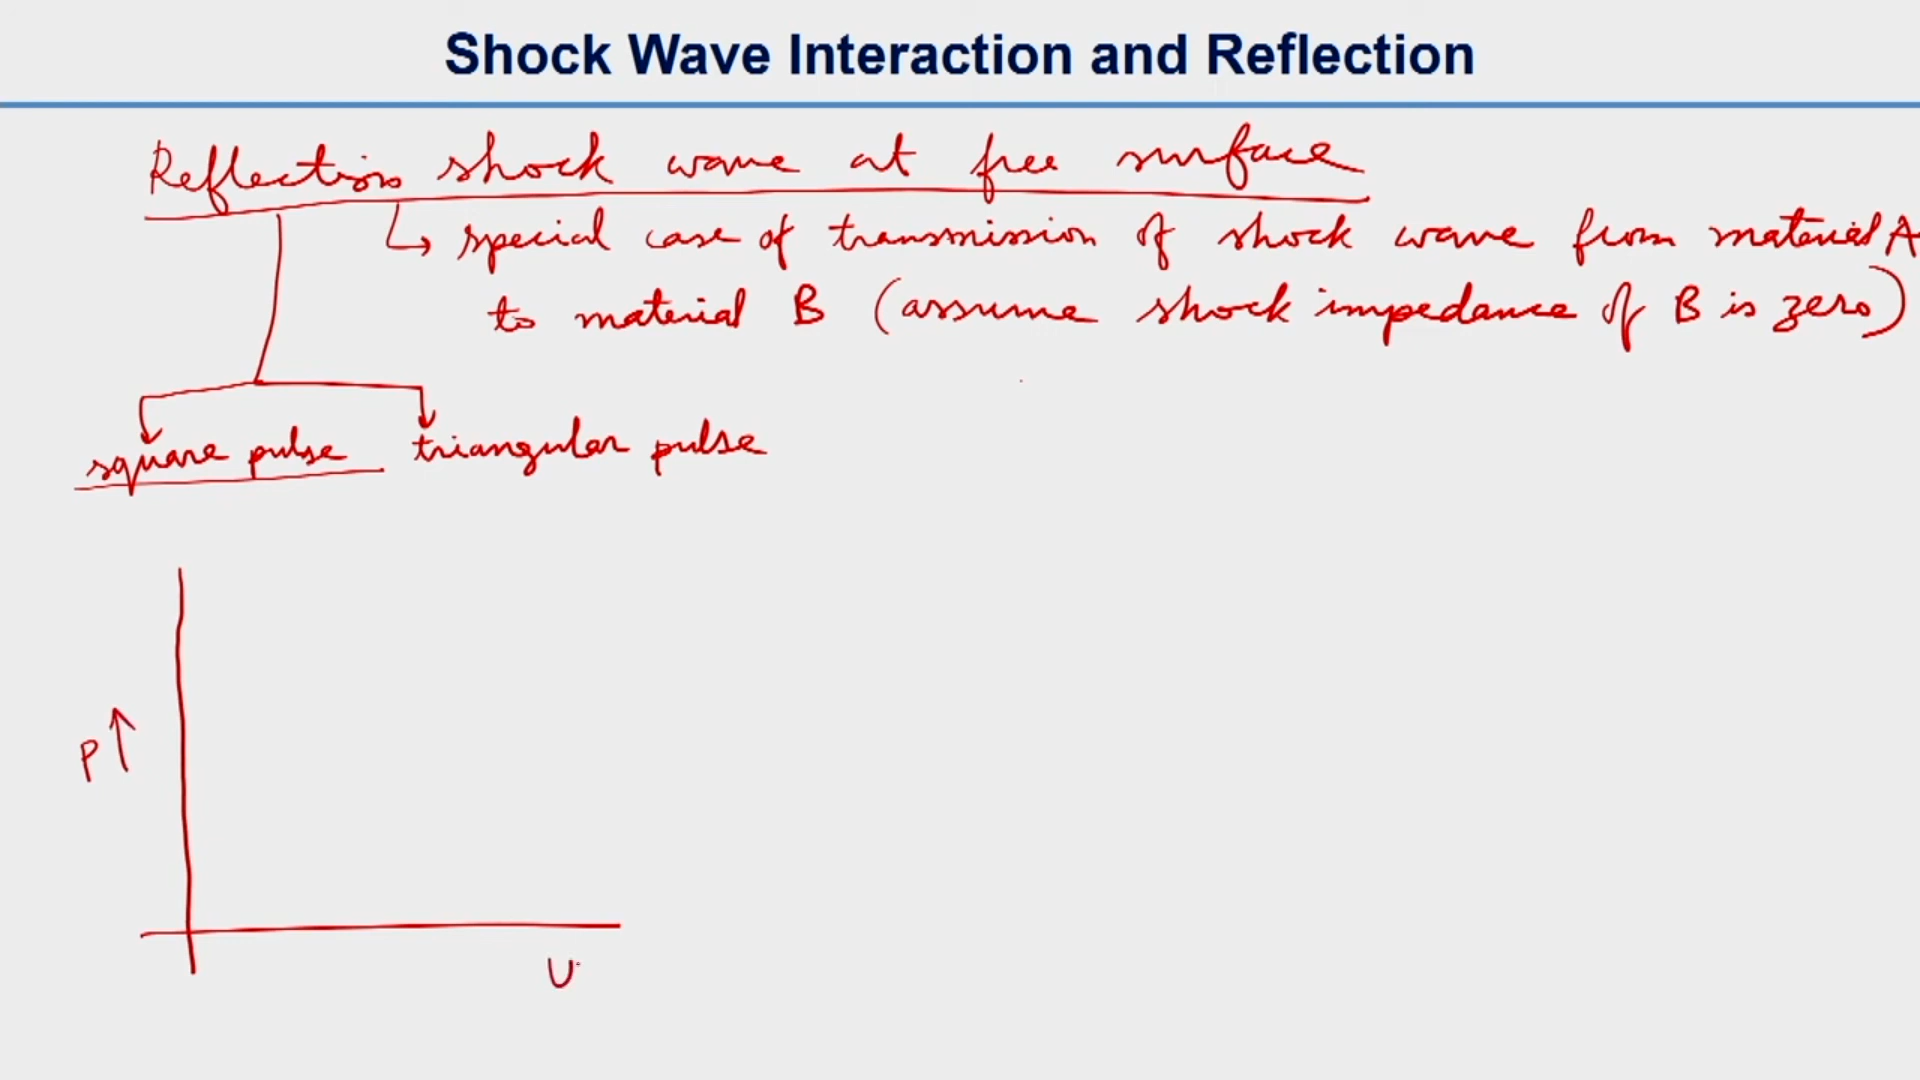 Shock Wave Interaction and Reflection
Reflection shock wave at free surface
↳ special case of transmission of shock wave from material A
to material B (assume shock impedance of B is zero)
square pulse triangular pulse
P↑
U